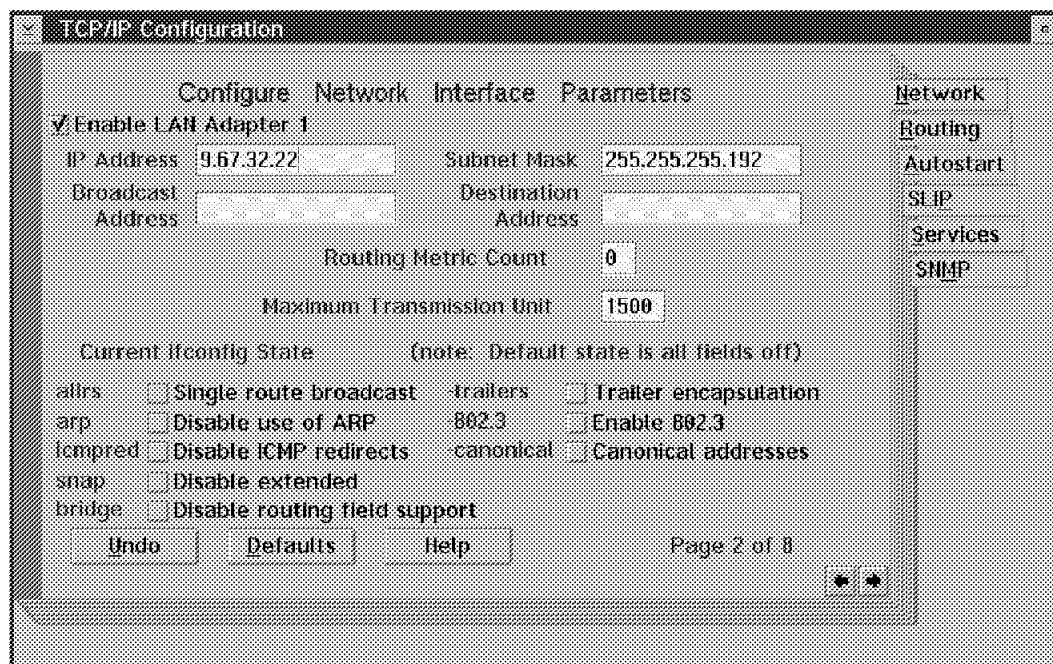 TCP/IP Configuration
Configure Network Interface Parameters
Enable LAN Adapter 1
IP Address 9.67.32.22 Subnet Mask 255.255.255.192
Broadcast Address Destination Address
Routing Metric Count 0
Maximum Transmission Unit 1500
Current ifconfig State (note: Default state is all fields off)
allrs Single route broadcast -trailers Trailer encapsulation
arp Disable use of ARP -802.3 Enable 802.3
icmpred Disable ICMP redirects -canonical Canonical addresses
snap Disable extended
bridge Disable routing field support
Undo Defaults Help Page 2 of 8
Network
Routing
Autostart
SLIP
Services
SNMP